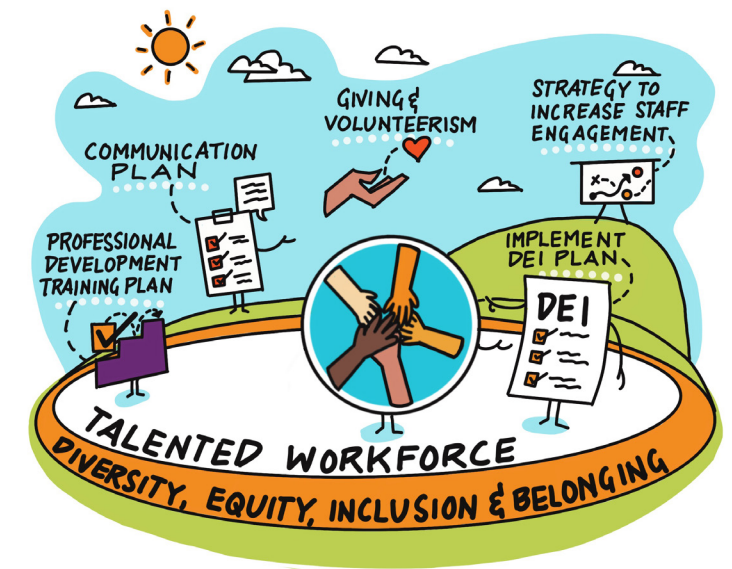 GIVING &
VOLUNTEERISM
STRATEGY TO
INCREASE STAFF
ENGAGEMENT
COMMUNICATION
PLAN
PROFESSIONAL
DEVELOPMENT
TRAINING PLAN
IMPLEMENT
DEI PLAN
DEI
TALENTED WORKFORCE
DIVERSITY, EQUITY, INCLUSION & BELONGING